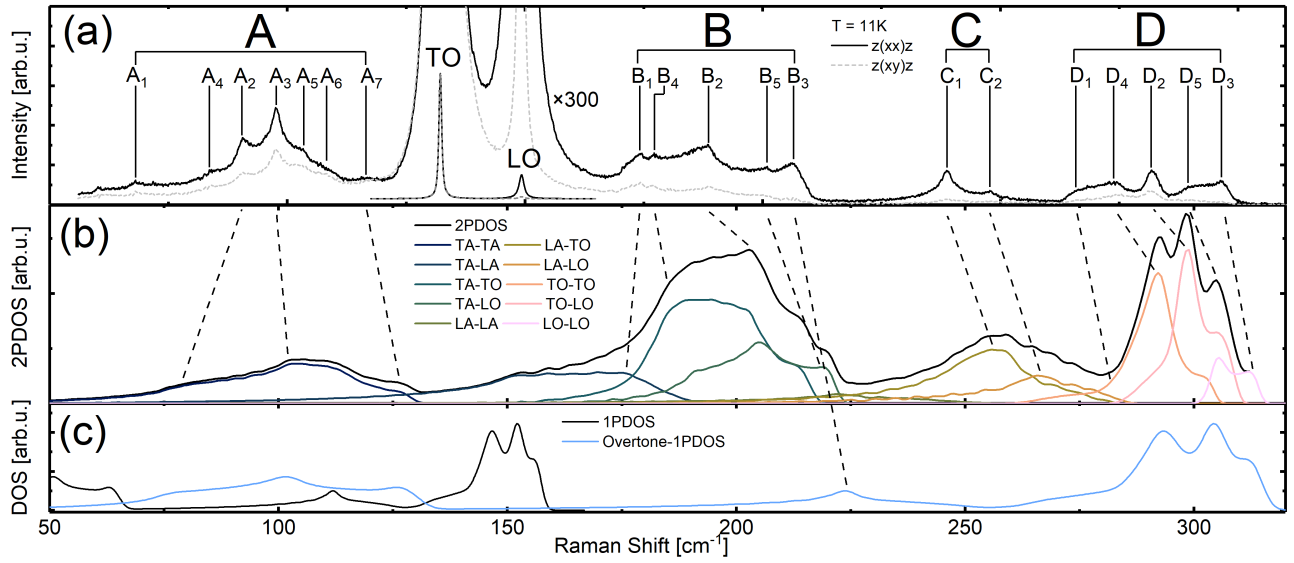 (a)
A
B
C
D
T = 11K
z(xx)z
z(xy)z
A1 A4 A2 A3 A5 A6 A7
TO
LO
×300
B1 B4 B2 B5 B3
C1 C2
D1 D4 D2 D5 D3
Intensity [arb.u.]
(b)
2PDOS
TA-TA LA-TO
TA-LA LA-LO
TA-TO TO-TO
TA-LO TO-LO
LA-LA LO-LO
2PDOS [arb.u.]
(c)
1PDOS
Overtone-1PDOS
DOS [arb.u.]
50 100 150 200 250 300
Raman Shift [cm-1]